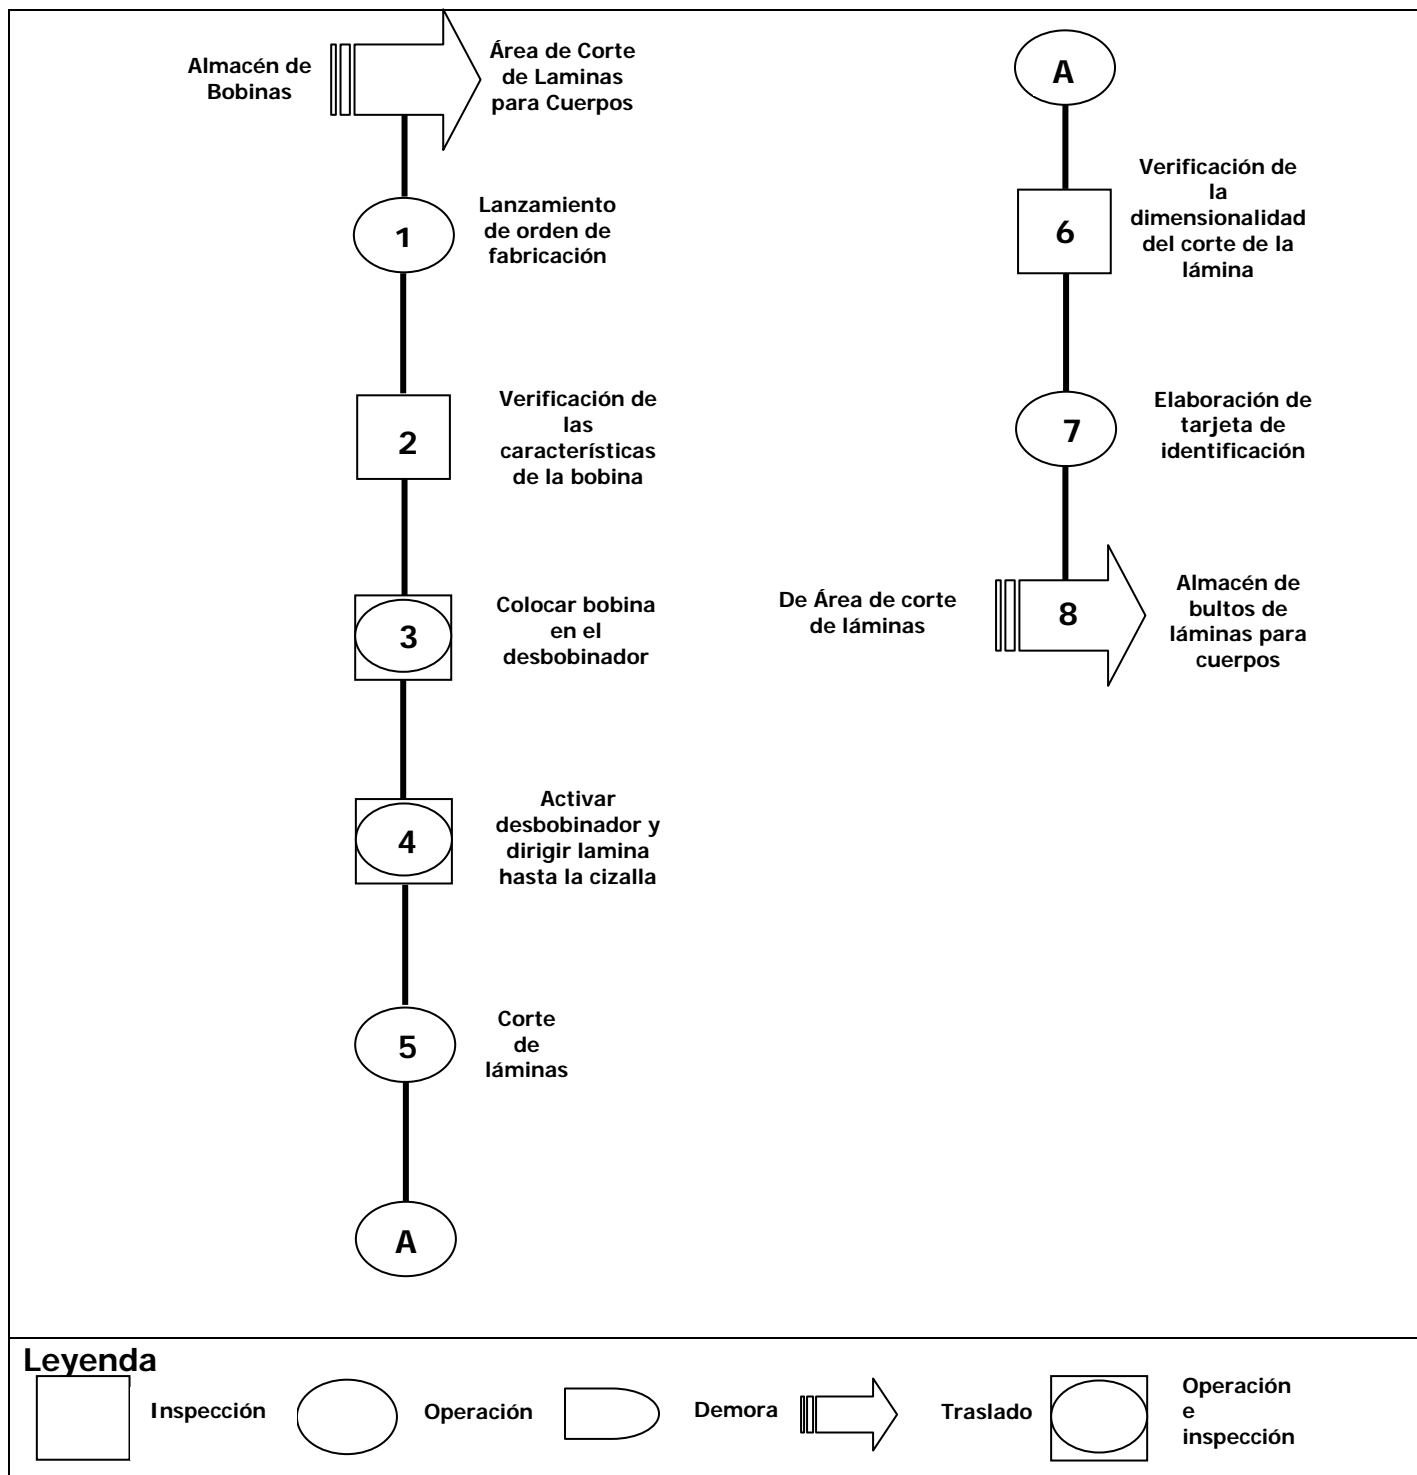 Almacén de
Bobinas
Área de Corte
de Laminas
para Cuerpos
1
Lanzamiento
de orden de
fabricación
2
Verificación de
las
características
de la bobina
3
Colocar bobina
en el
desbobinador
4
Activar
desbobinador y
dirigir lamina
hasta la cizalla
5
Corte
de
láminas
A
A
6
Verificación de
la
dimensionalidad
del corte de la
lámina
7
Elaboración de
tarjeta de
identificación
De Área de corte
de láminas
8
Almacén de
bultos de
láminas para
cuerpos
Leyenda
Inspección
Operación
Demora
Traslado
Operación
e
inspección